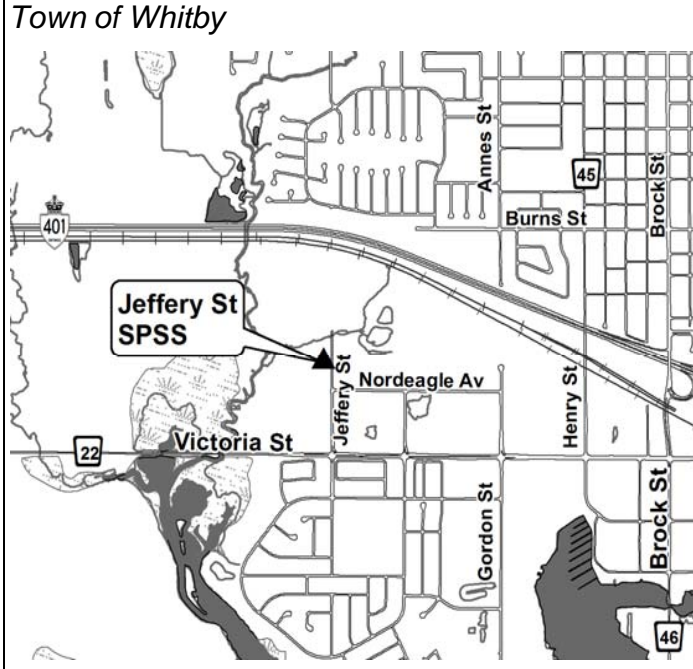 Town of Whitby
Annes St
45
Brock St
Burns St
401
Jeffery St
SPSS
Jeffery St
Nordeagle Av
Henry St
22
Victoria St
Gordon St
Brock St
46